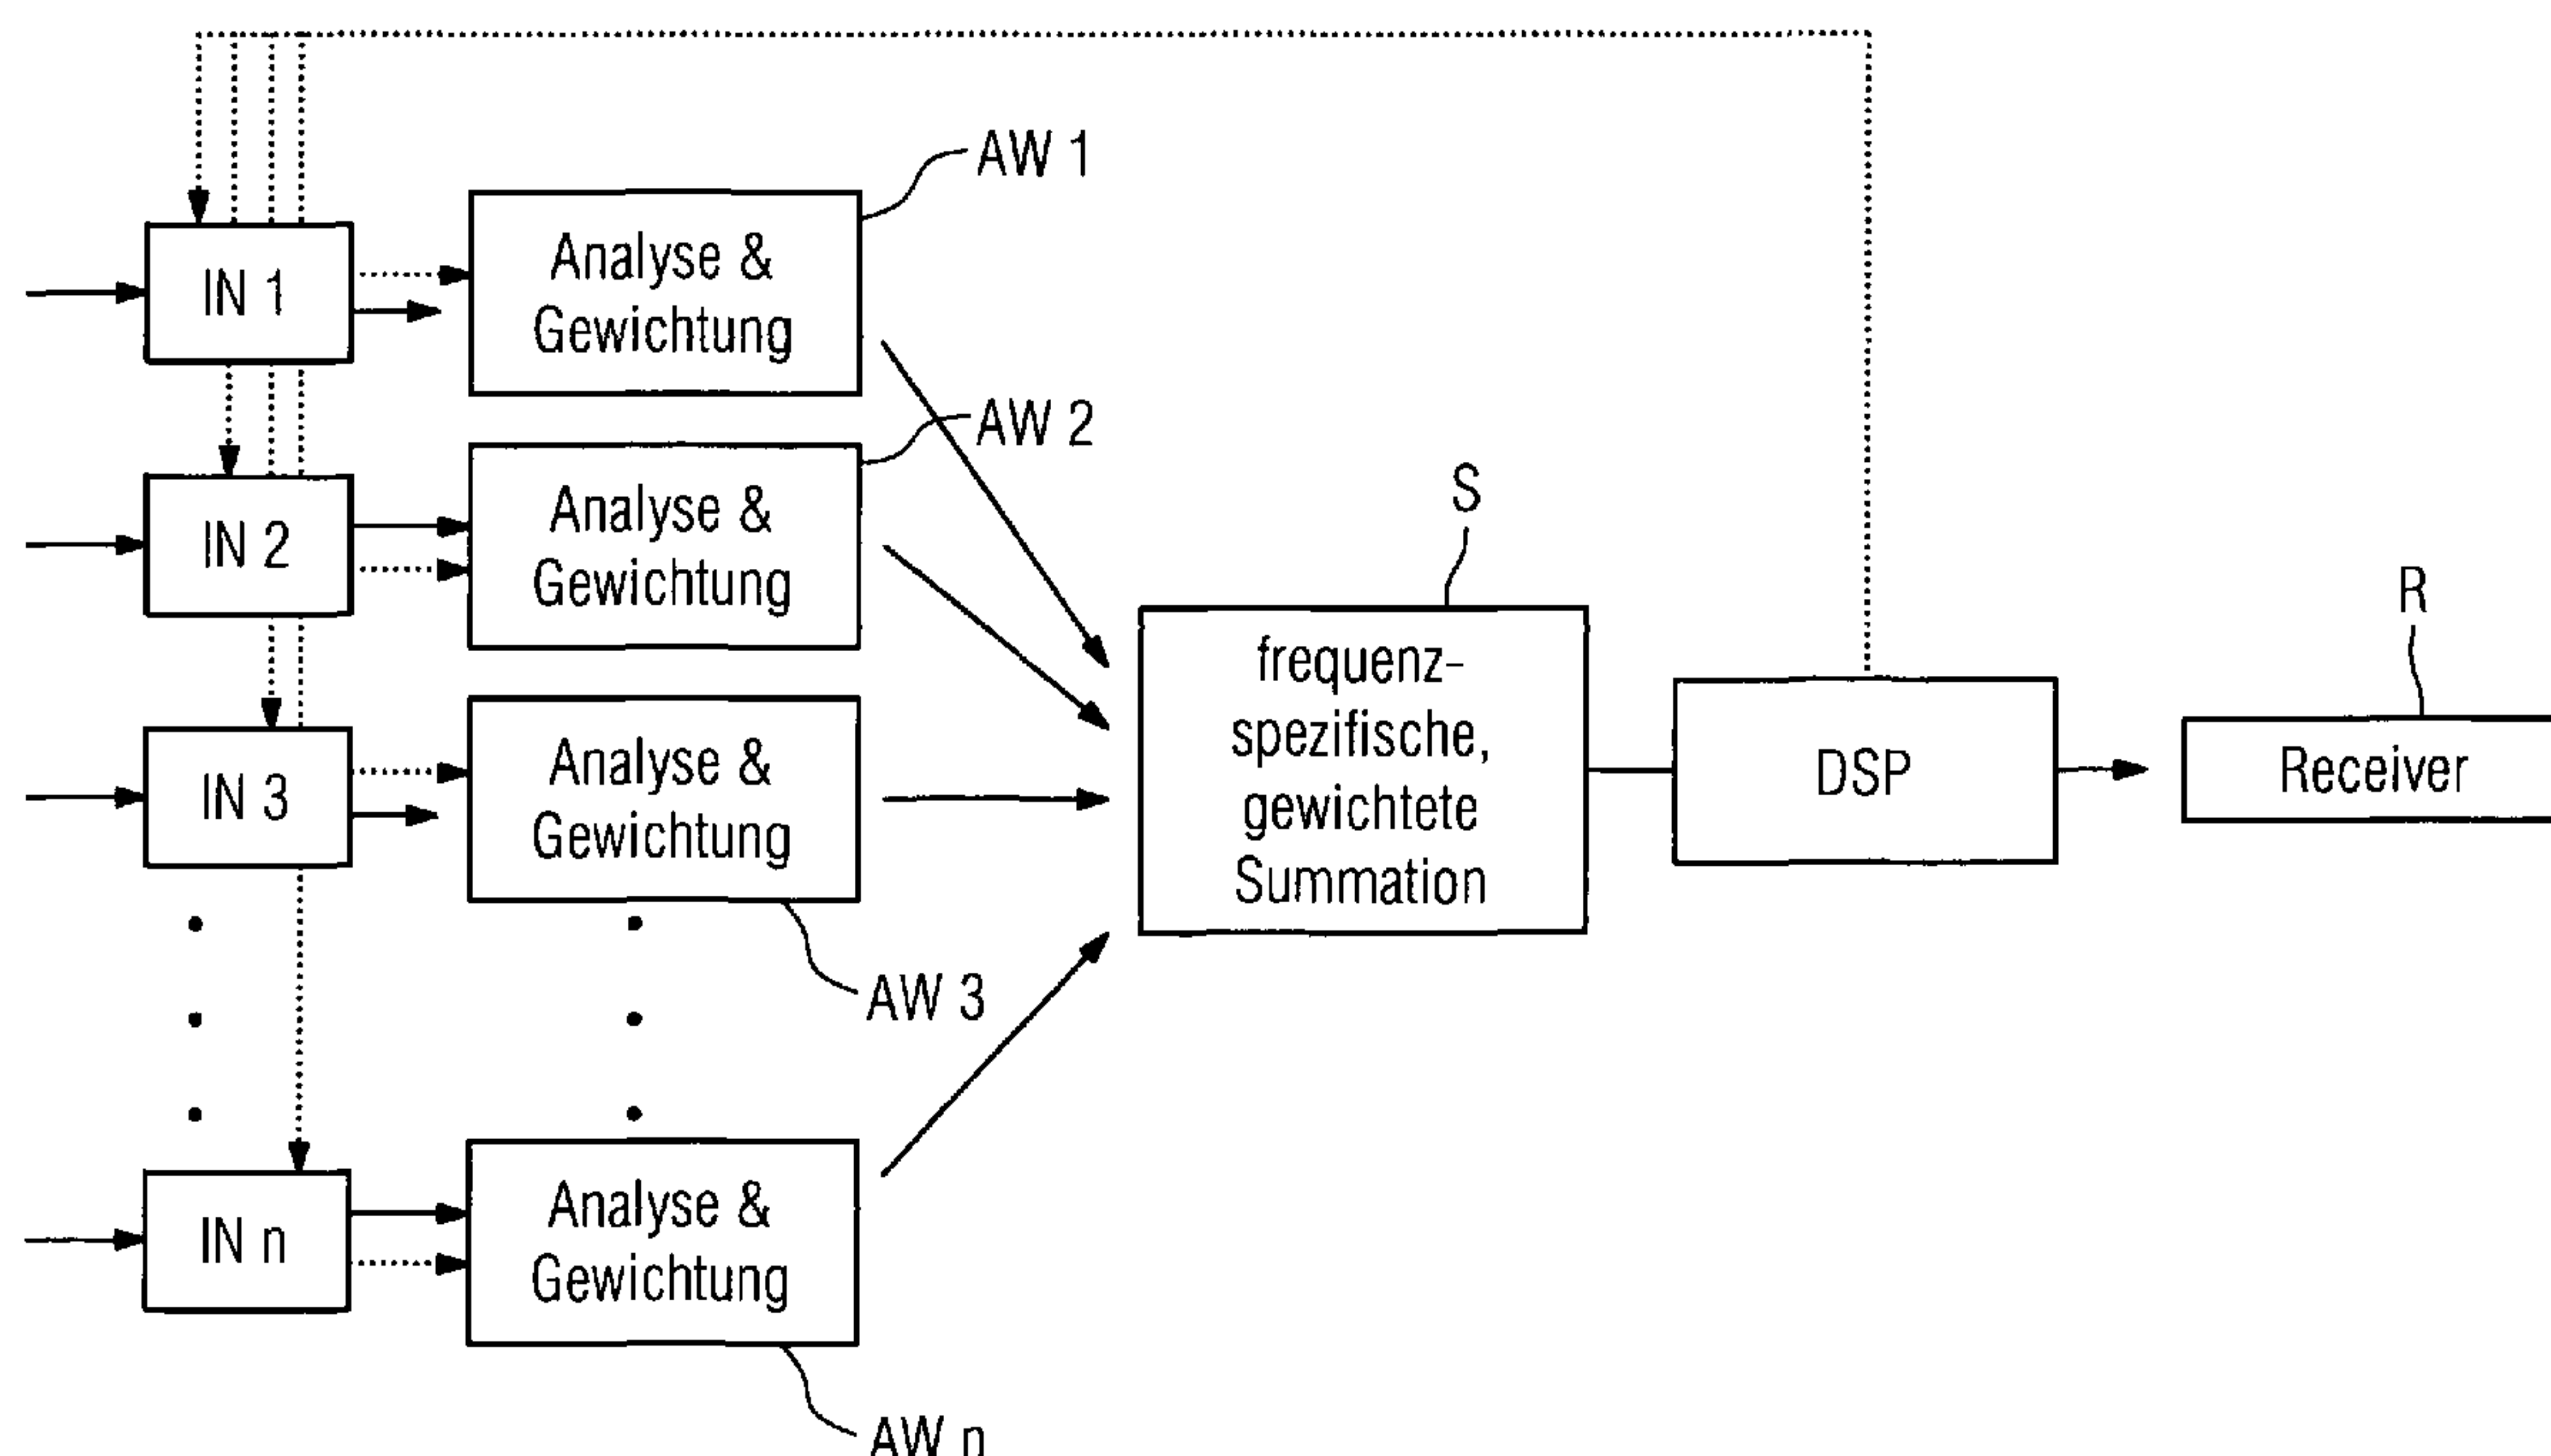 AW 1
IN 1
Analyse &
Gewichtung
AW 2
IN 2
Analyse &
Gewichtung
S
frequenz-
spezifische,
gewichtete
Summation
DSP
R
Receiver
IN 3
Analyse &
Gewichtung
AW 3
IN n
Analyse &
Gewichtung
AW n